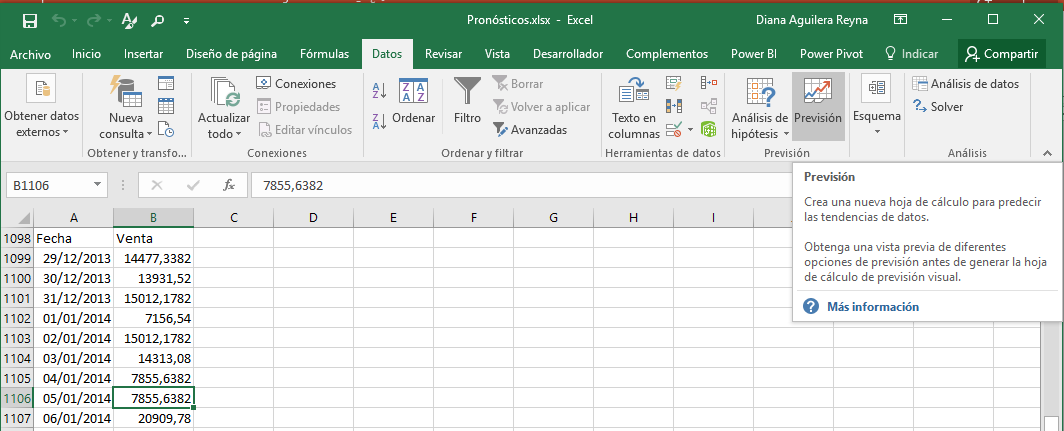 Pronósticos.xlsx - Excel
Diana Aguilera Reyna
Archivo Inicio Insertar Diseño de página Fórmulas Datos Revisar Vista Desarrollador Complementos Power BI Power Pivot Indicar Compartir
Obtener datos externos
Nueva consulta
Obtener y transfo...
Actualizar todo
Conexiones
Propiedades
Editar vínculos
Conexiones
Ordenar
Filtro
Borrar
Volver a aplicar
Avanzadas
Ordenar y filtrar
Texto en columnas
Herramientas de datos
Análisis de hipótesis
Previsión
Previsión
Esquema
Análisis de datos
Solver
Análisis
B1106 fx 7855,6382
A B C D E F G H I
1098 Fecha Venta
1099 29/12/2013 14477,3382
1100 30/12/2013 13931,52
1101 31/12/2013 15012,1782
1102 01/01/2014 7156,54
1103 02/01/2014 15012,1782
1104 03/01/2014 14313,08
1105 04/01/2014 7855,6382
1106 05/01/2014 7855,6382
1107 06/01/2014 20909,78
Previsión
Crea una nueva hoja de cálculo para predecir
las tendencias de datos.
Obtenga una vista previa de diferentes
opciones de previsión antes de generar la hoja
de cálculo de previsión visual.
Más información